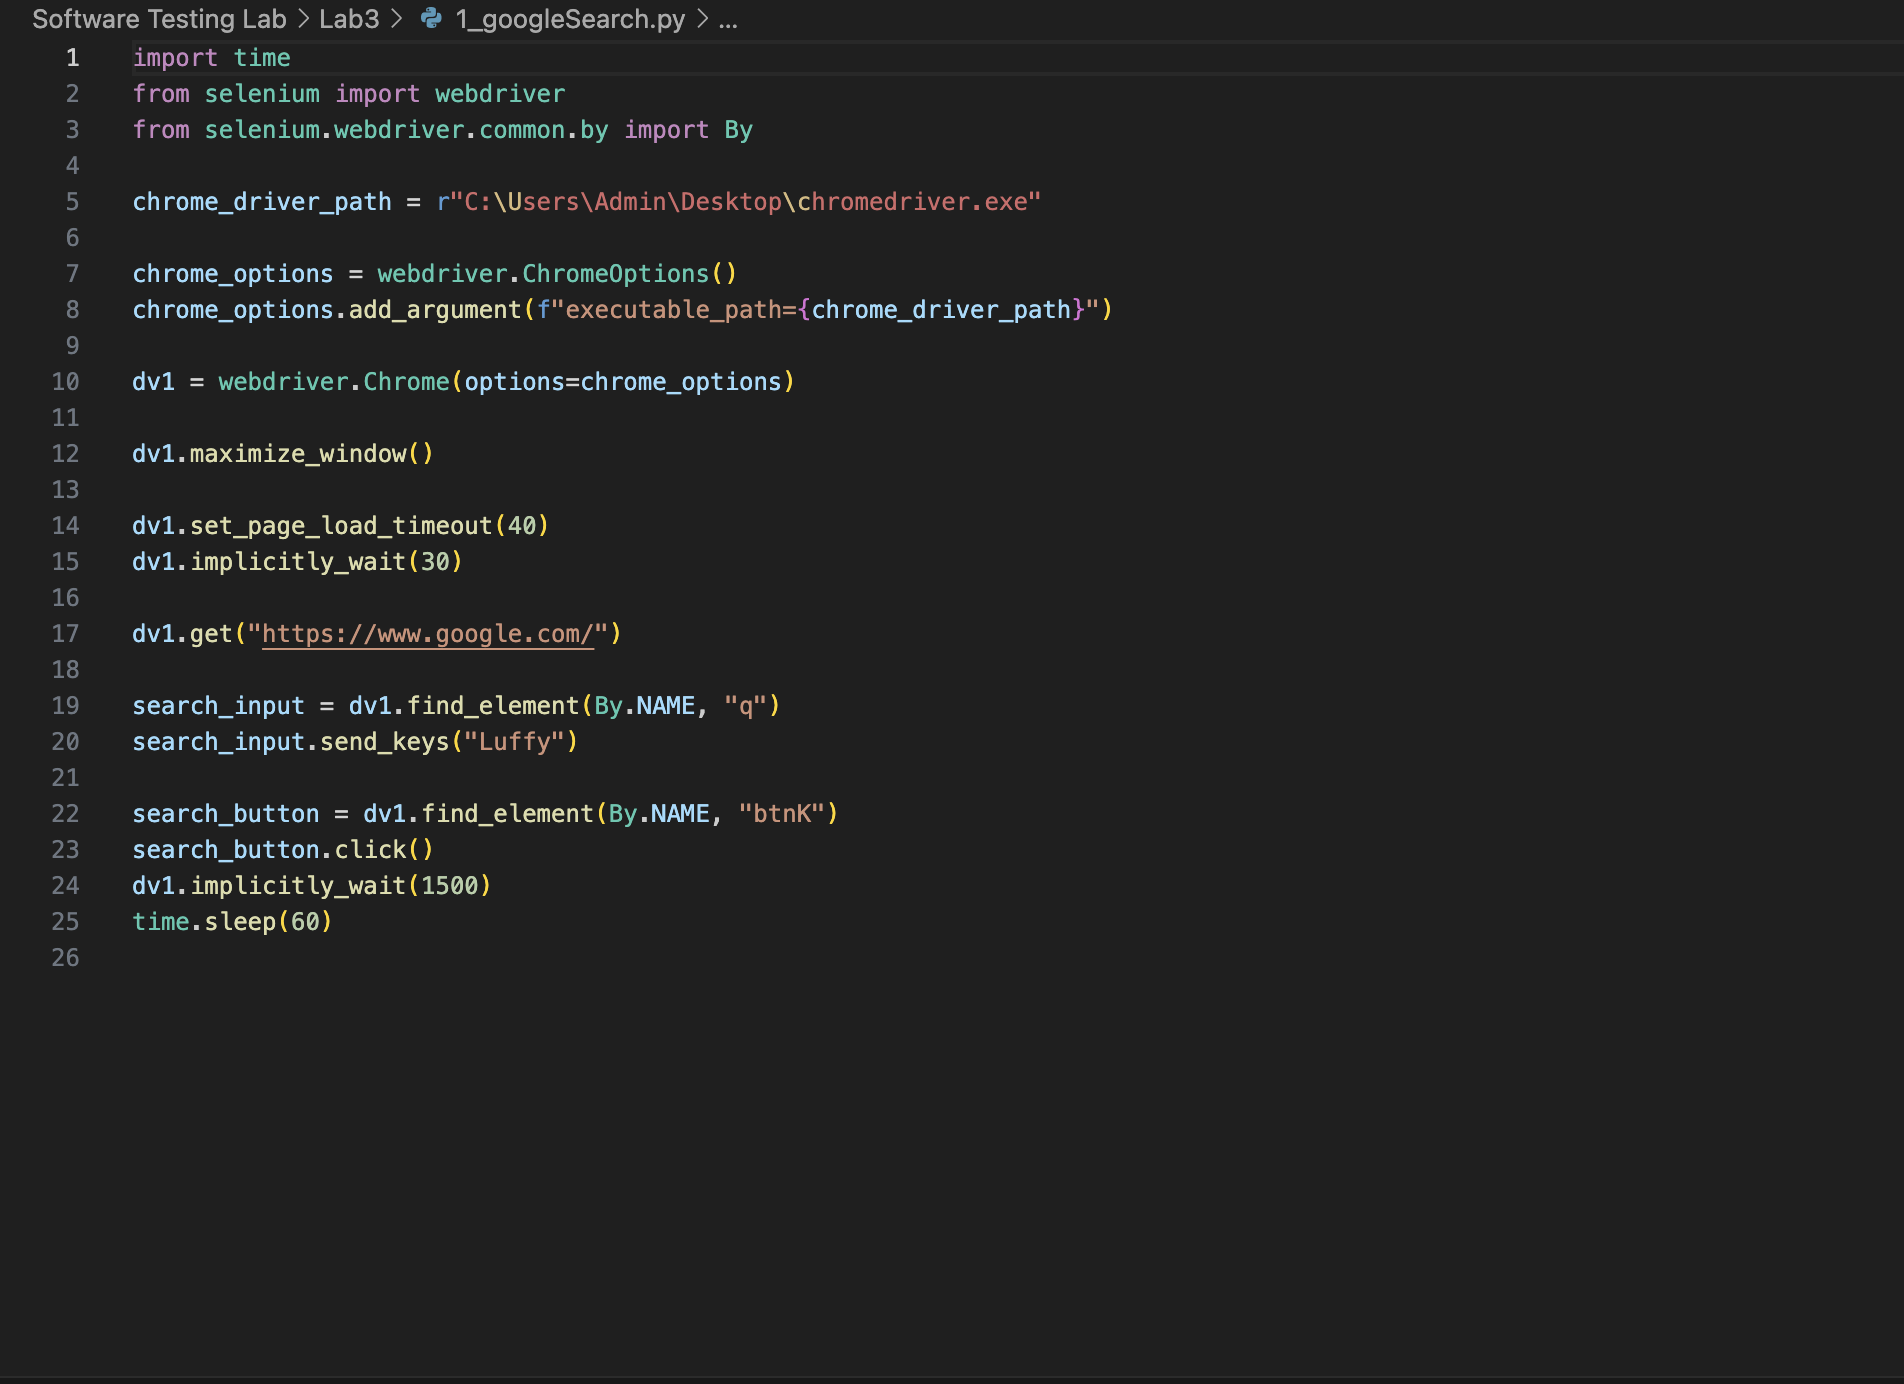 Software Testing Lab > Lab3 > 1_googleSearch.py > ...
1 import time
2 from selenium import webdriver
3 from selenium.webdriver.common.by import By
4
5 chrome_driver_path = r"C:\Users\Admin\Desktop\chromedriver.exe"
6
7 chrome_options = webdriver.ChromeOptions()
8 chrome_options.add_argument(f"executable_path={chrome_driver_path}")
9
10 dv1 = webdriver.Chrome(options=chrome_options)
11
12 dv1.maximize_window()
13
14 dv1.set_page_load_timeout(40)
15 dv1.implicitly_wait(30)
16
17 dv1.get("https://www.google.com/")
18
19 search_input = dv1.find_element(By.NAME, "q")
20 search_input.send_keys("Luffy")
21
22 search_button = dv1.find_element(By.NAME, "btnK")
23 search_button.click()
24 dv1.implicitly_wait(1500)
25 time.sleep(60)
26